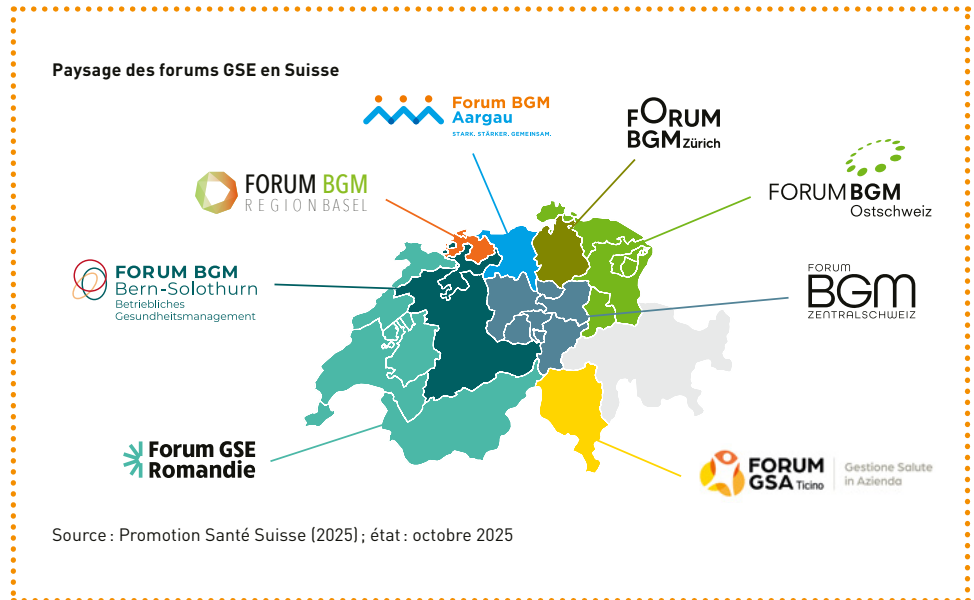 Paysage des forums GSE en Suisse
Forum BGM
Aargau
STARK. STÄRKER. GEMEINSAM.
FORUM
BGM Zürich
FORUM BGM
REGION BASEL
FORUM BGM
Ostschweiz
FORUM BGM
Bern-Solothurn
Betriebliches
Gesundheitsmanagement
FORUM
BGM
ZENTRALSCHWEIZ
Forum GSE
Romandie
FORUM
GSA Ticino
Gestione Salute
in Azienda
Source : Promotion Santé Suisse (2025) ; état : octobre 2025